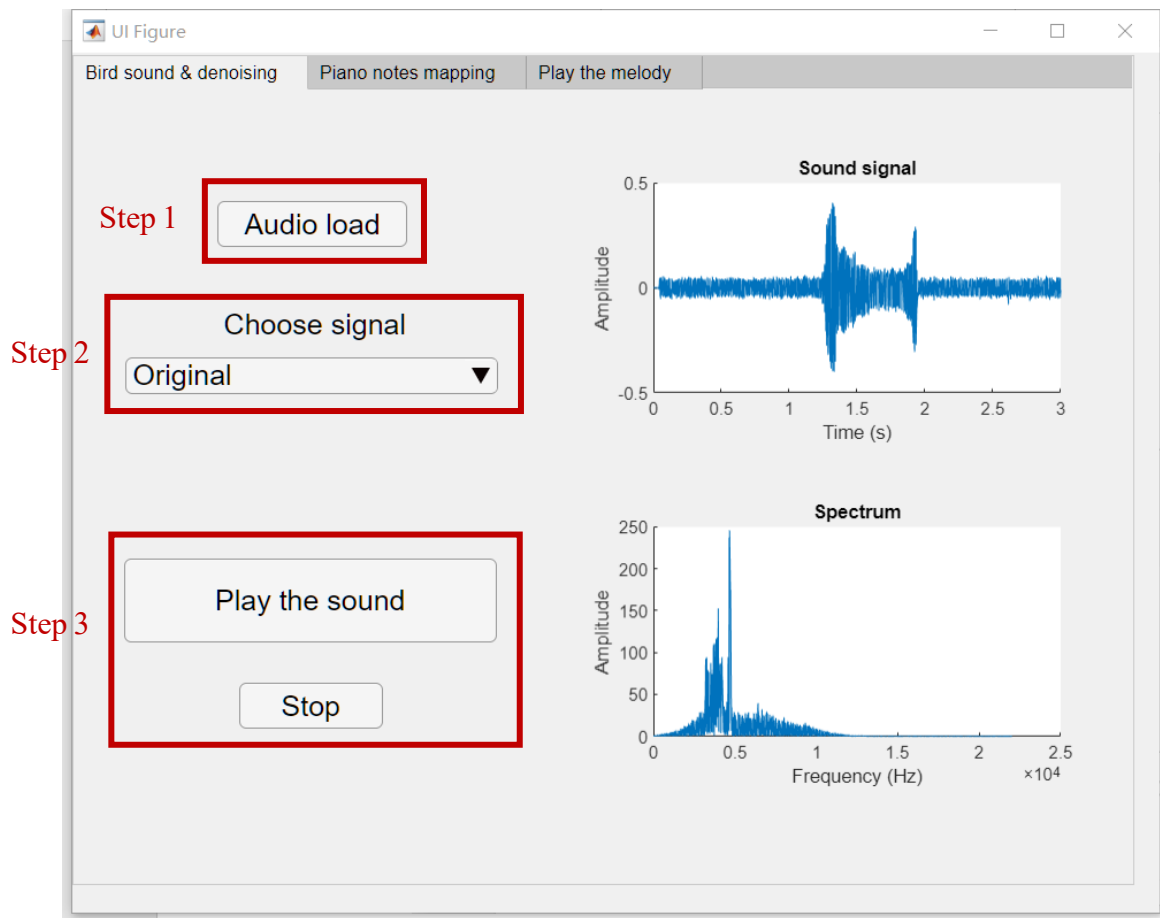 UI Figure
Bird sound & denoising
Piano notes mapping
Play the melody
Step 1
Audio load
Step 2
Choose signal
Original
Step 3
Play the sound
Stop
Sound signal
0.5
0
-0.5
Amplitude
0 0.5 1 1.5 2 2.5 3
Time (s)
Spectrum
250
200
150
100
50
0
Amplitude
0 0.5 1 1.5 2 2.5
Frequency (Hz)
×10⁴